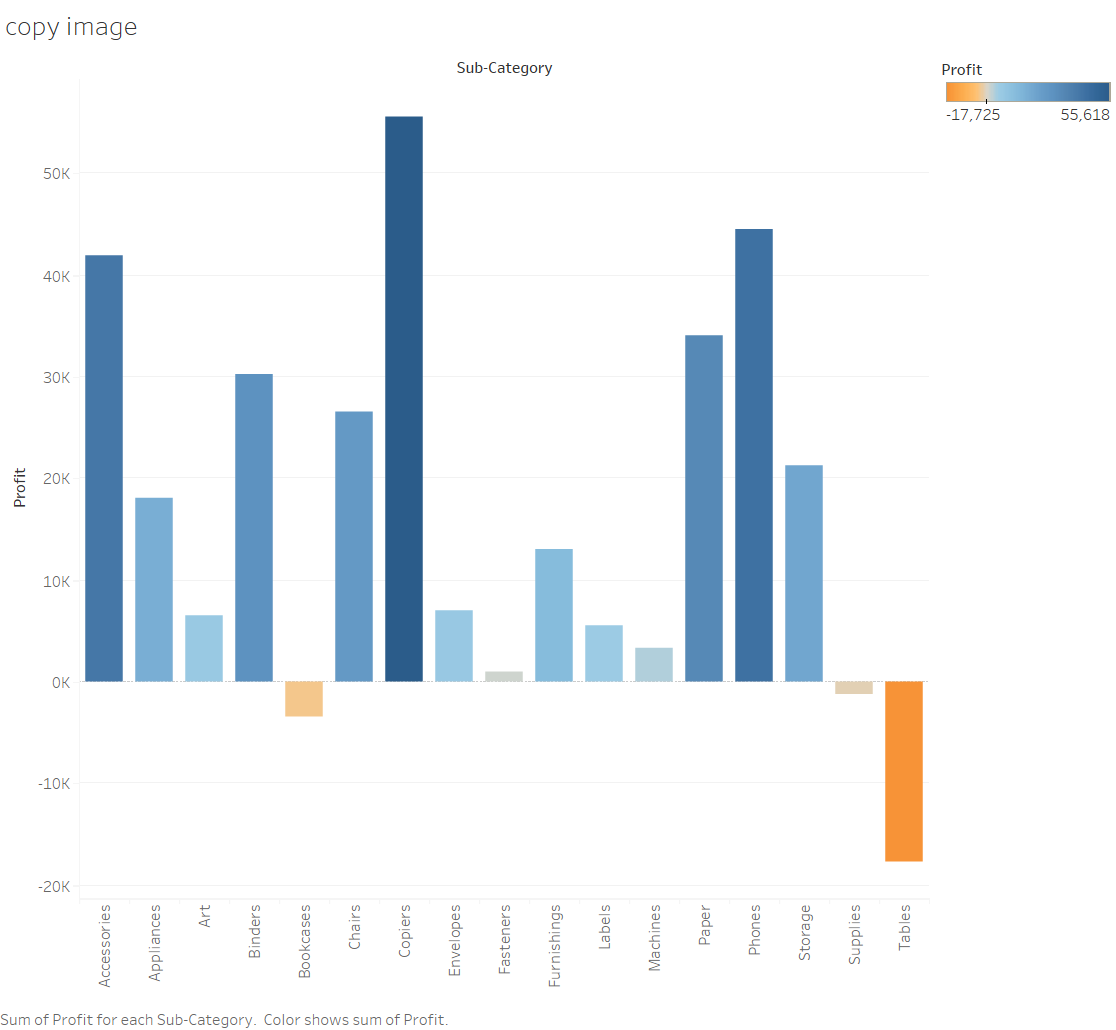 copy image
Sub-Category
Profit
-17,725 55,618
50K
40K
30K
20K
10K
0K
-10K
-20K
Profit
Accessories
Appliances
Art
Binders
Bookcases
Chairs
Copiers
Envelopes
Fasteners
Furnishings
Labels
Machines
Paper
Phones
Storage
Supplies
Tables
Sum of Profit for each Sub-Category.  Color shows sum of Profit.